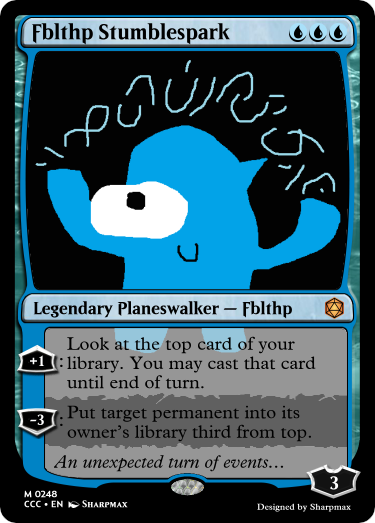 Fblthp Stumblespark
Legendary Planeswalker — Fblthp
+1: Look at the top card of your
library. You may cast that card
until end of turn.
-3: Put target permanent into its
owner's library third from top.
An unexpected turn of events…
3
M 0248
CCC • EN Sharpmax
Designed by Sharpmax